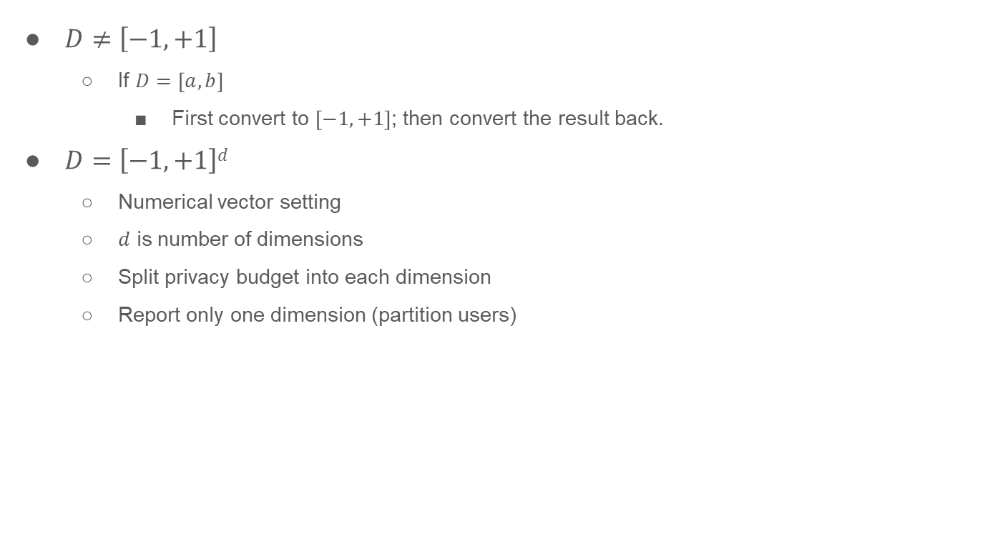 ● D ≠ [−1, +1]
○ If D = [a, b]
■ First convert to [−1, +1]; then convert the result back.
● D = [−1, +1]ᵈ
○ Numerical vector setting
○ d is number of dimensions
○ Split privacy budget into each dimension
○ Report only one dimension (partition users)